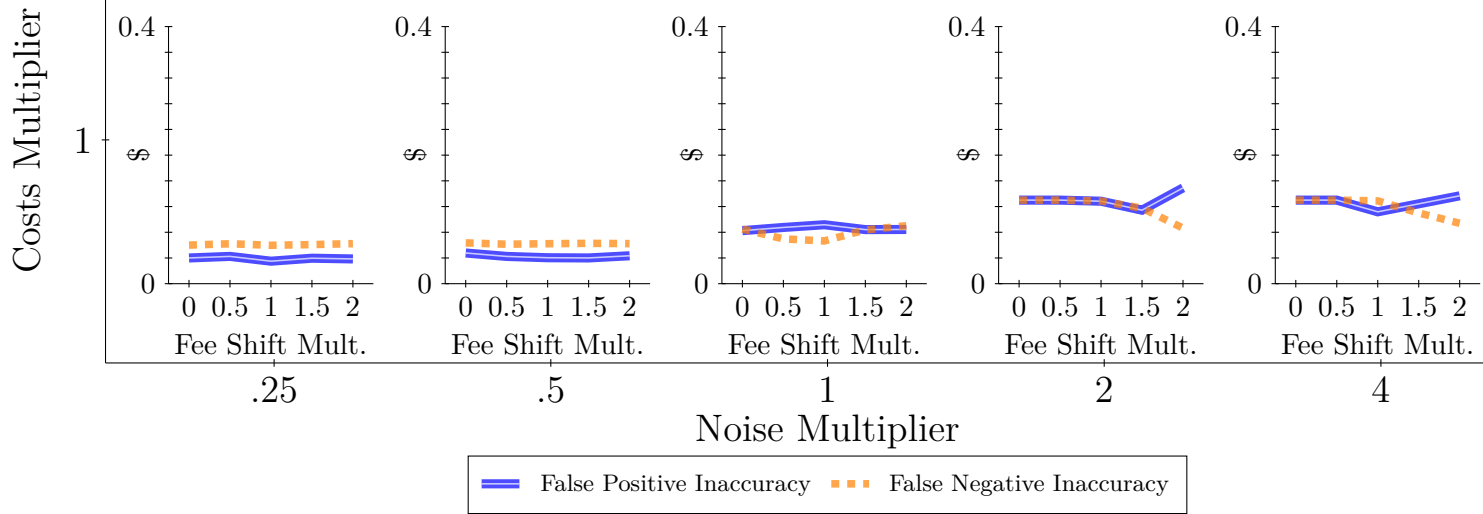 Costs Multiplier
1
0.4 0.4 0.4 0.4 0.4
$ $ $ $ $
0 0 0 0 0
0 0.5 1 1.5 2 0 0.5 1 1.5 2 0 0.5 1 1.5 2 0 0.5 1 1.5 2 0 0.5 1 1.5 2
Fee Shift Mult. Fee Shift Mult. Fee Shift Mult. Fee Shift Mult. Fee Shift Mult.
.25 .5 1 2 4
Noise Multiplier
False Positive Inaccuracy False Negative Inaccuracy